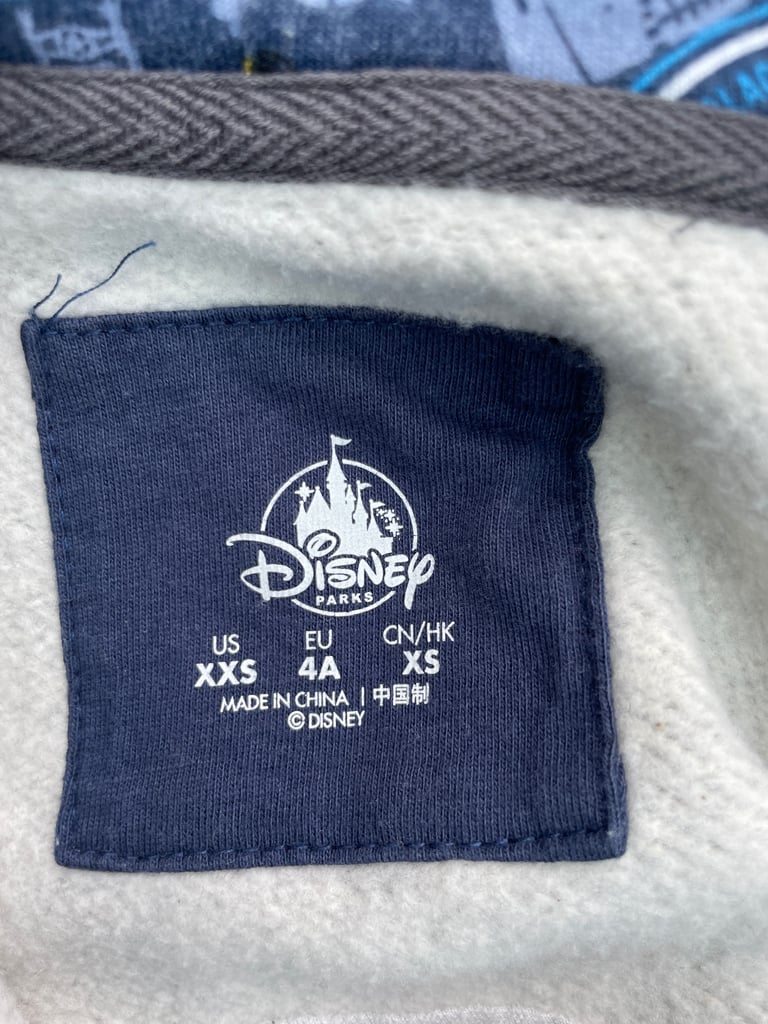 DISNEY
PARKS
US EU CN/HK
XXS 4A XS
MADE IN CHINA | 中国制
© DISNEY